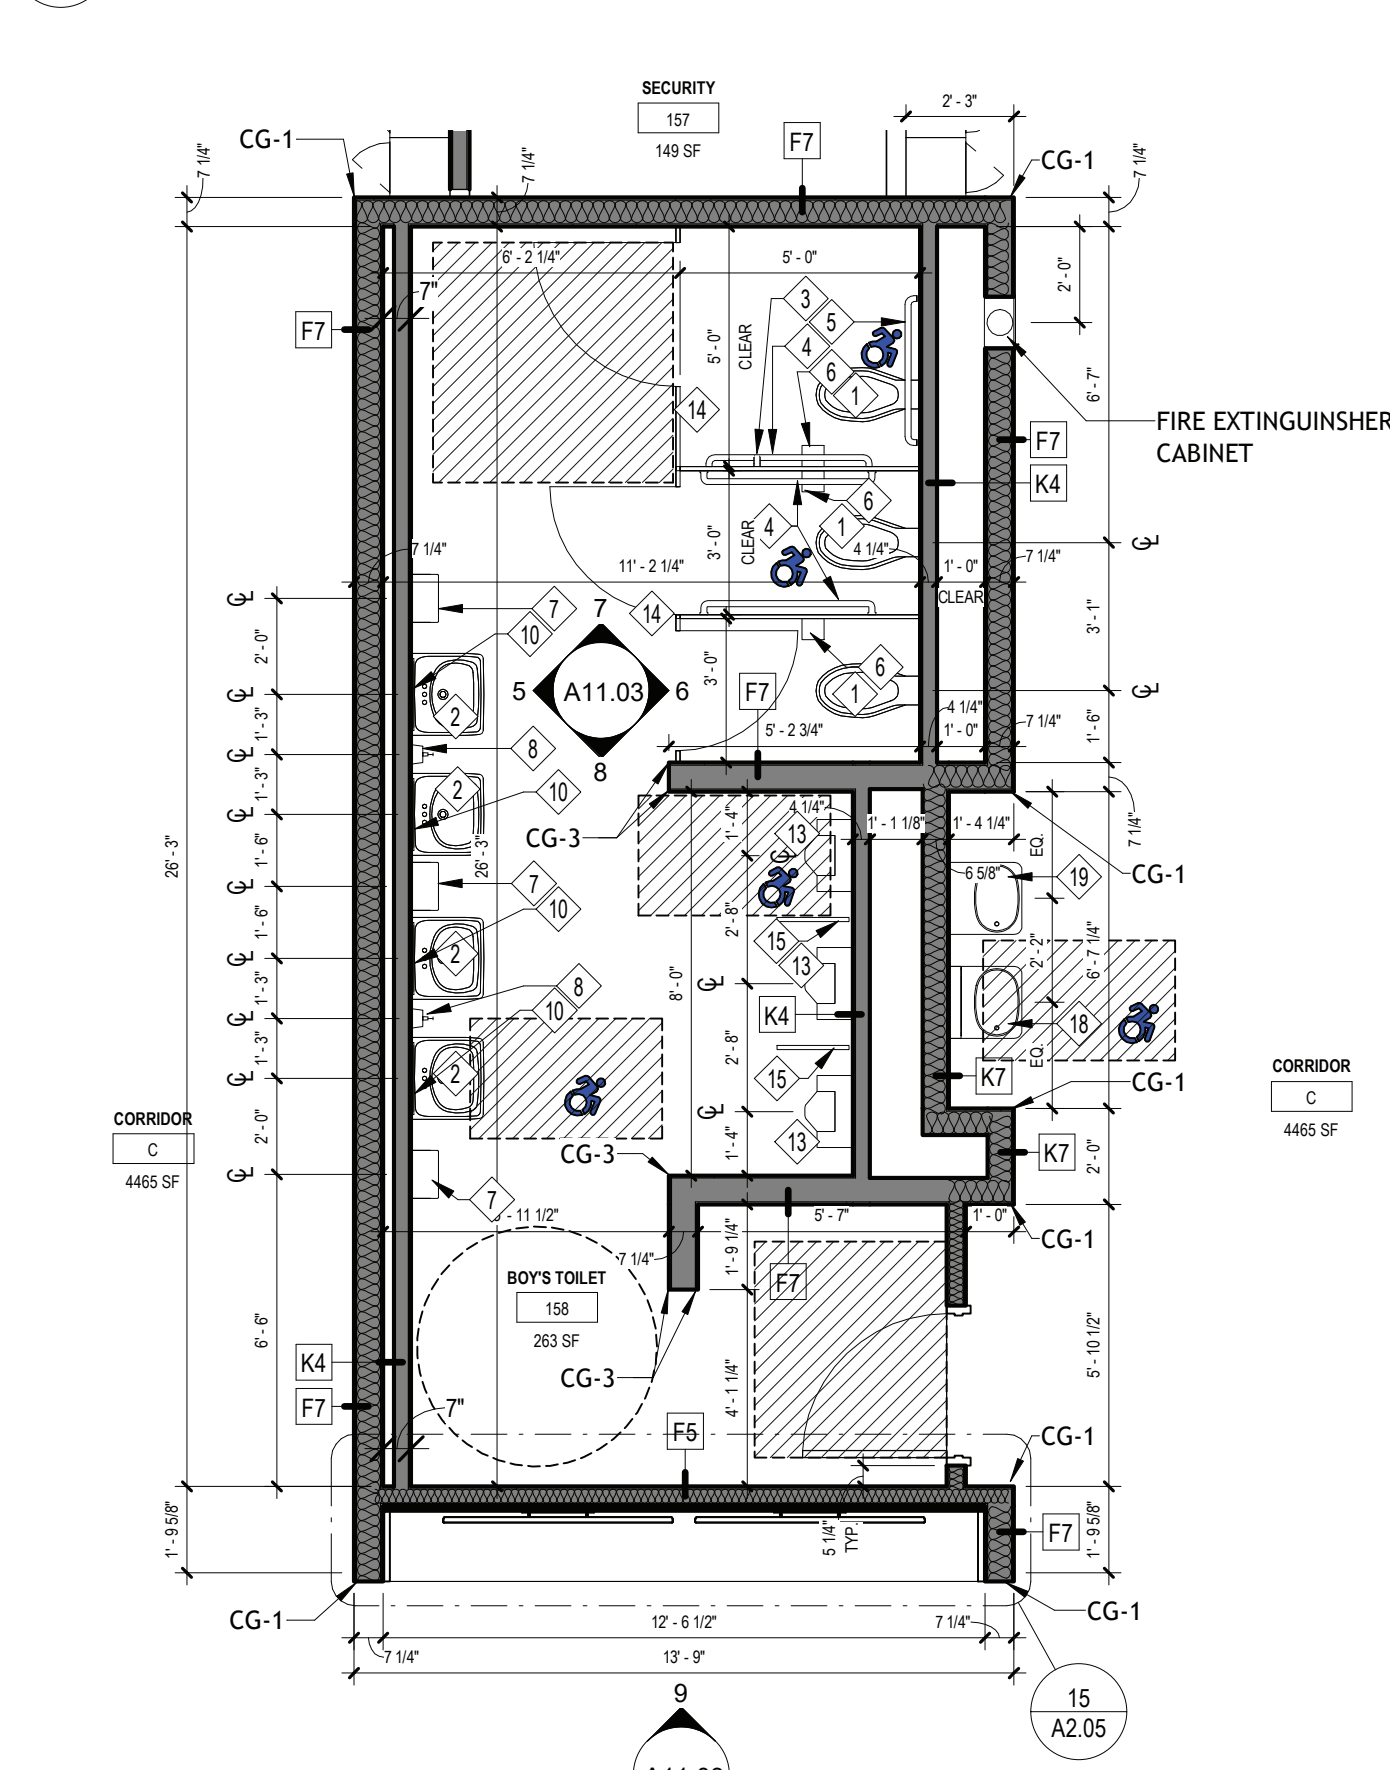 SECURITY
157
149 SF
2' - 3"
CG-1
F7
CG-1
7 1/4"
7 1/4"
7 1/4"
6' - 2 1/4"
5' - 0"
2' - 0"
7"
3
5
F7
4
5' - 0"
CLEAR
6
1
6' - 7"
14
FIRE EXTINGUINSHER
CABINET
F7
K4
6
4
1
3' - 0"
CLEAR
4 1/4"
7 1/4"
11' - 2 1/4"
1' - 0"
CLEAR
7 1/4"
7
10
7
14
3' - 1"
2' - 0"
5
A11.03
6
8
3' - 0"
F7
6
1
2
1' - 3"
8
5' - 2 3/4"
4 1/4"
1' - 0"
7 1/4"
1' - 6"
1' - 3"
2
10
CG-3
1' - 4"
4 1/4"
13
1' - 1 1/8"
1' - 4 1/4"
EQ.
7 1/4"
26' - 3"
26' - 3"
1' - 6"
7
10
6 5/8"
19
CG-1
1' - 6"
2
2' - 8"
15
13
2' - 2"
6' - 7 1/4"
8' - 0"
1' - 3"
8
10
K4
18
1' - 3"
2
2' - 8"
15
EQ.
K7
CG-1
CORRIDOR
C
4465 SF
CORRIDOR
C
4465 SF
2' - 0"
CG-3
1' - 4"
13
K7
2' - 0"
7
- 11 1/2"
5' - 7"
1' - 0"
CG-1
7 1/4"
1' - 9 1/4"
F7
BOY'S TOILET
158
263 SF
6' - 6"
K4
CG-3
4' - 1 1/4"
5' - 10 1/2"
F7
7"
F5
CG-1
1' - 9 5/8"
5 1/4"
TYP.
F7
1' - 9 5/8"
CG-1
12' - 6 1/2"
7 1/4"
CG-1
7 1/4"
13' - 9"
9
15
A2.05